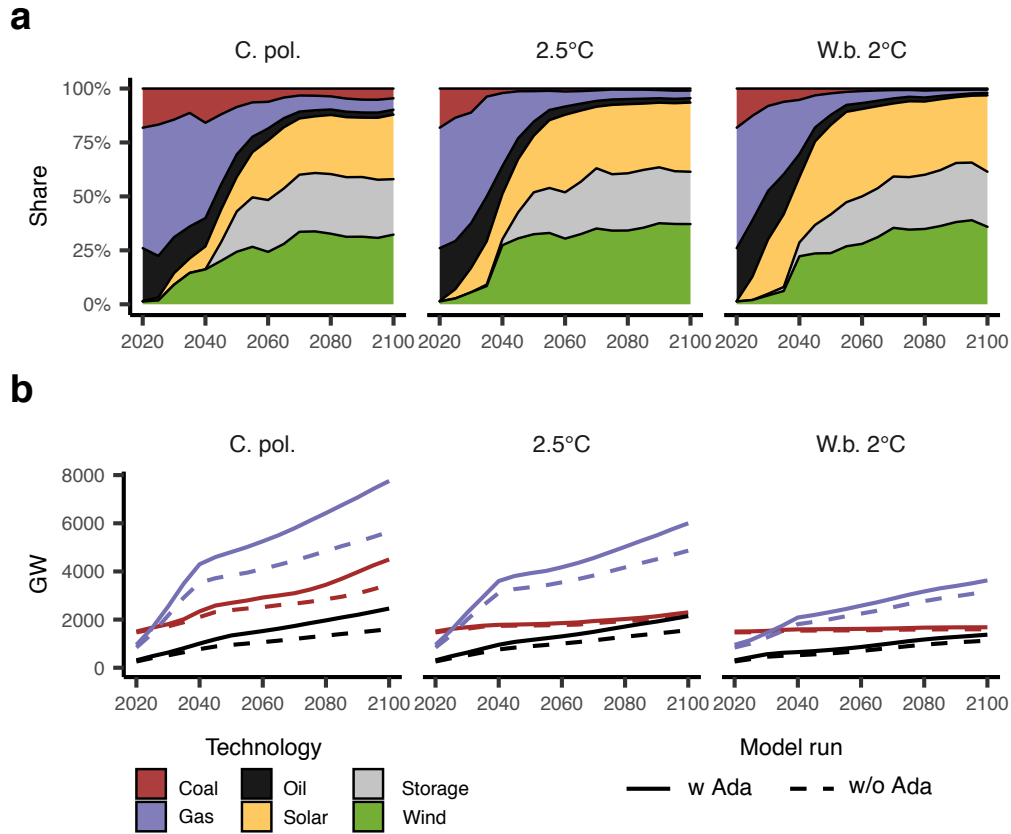 a
C. pol. 2.5°C W.b. 2°C
100%
75%
50%
25%
0%
Share
2020 2040 2060 2080 2100 2020 2040 2060 2080 2100 2020 2040 2060 2080 2100
b
C. pol. 2.5°C W.b. 2°C
8000
6000
4000
2000
0
GW
2020 2040 2060 2080 2100 2020 2040 2060 2080 2100 2020 2040 2060 2080 2100
Technology Model run
Coal Oil Storage w Ada w/o Ada
Gas Solar Wind